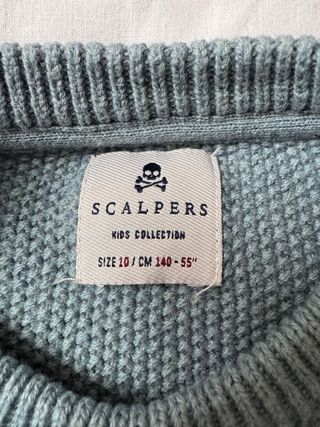 SCALPERS
KIDS COLLECTION
SIZE 10 / CM 140 - 55"